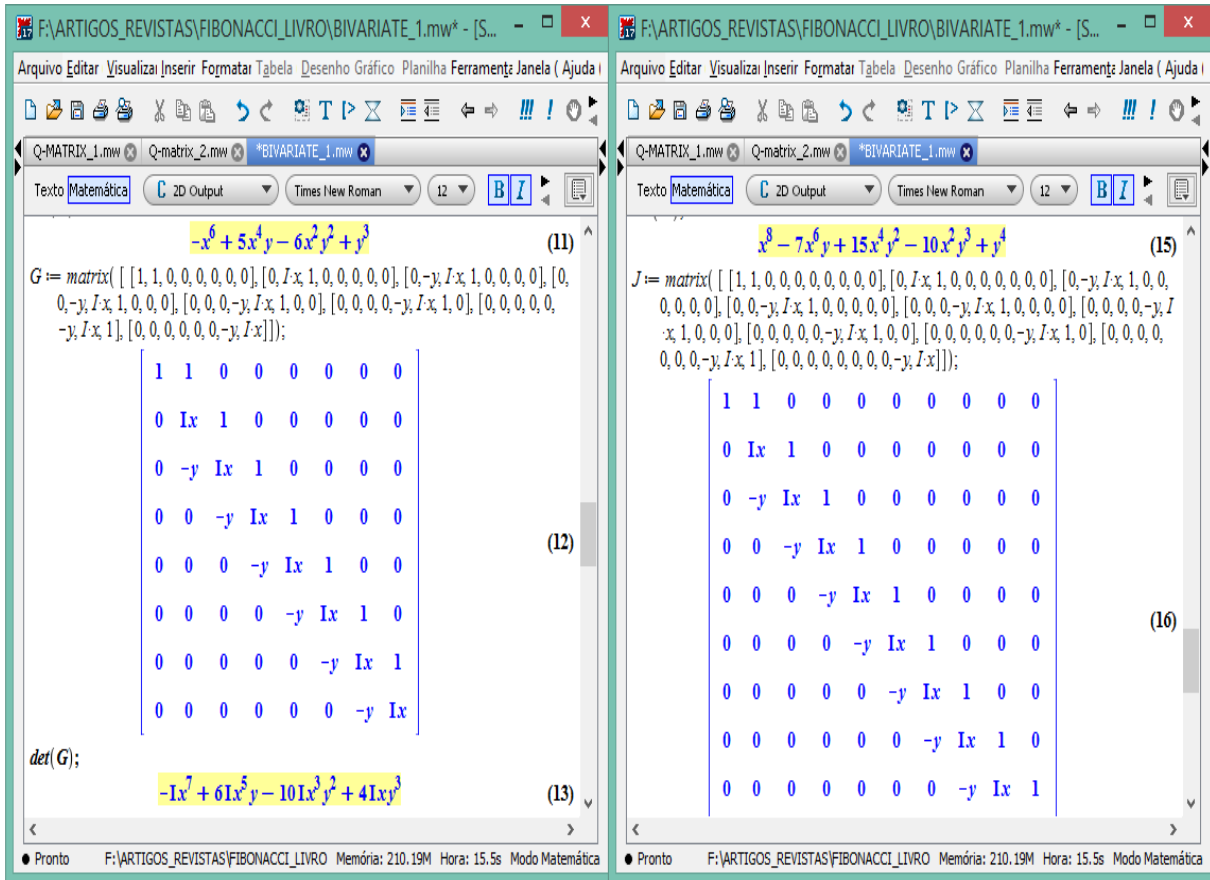 F:\ARTIGOS_REVISTAS\FIBONACCI_LIVRO\BIVARIATE_1.mw* - [S...
Arquivo Editar Visualizai Inserir Formatar Tabela Desenho Gráfico Planilha Ferramenta Janela ( Ajuda (
Q-MATRIX_1.mw Q-matrix_2.mw *BIVARIATE_1.mw
Texto Matemática C 2D Output Times New Roman 12 B I
-x^6 + 5x^4 y - 6x^2 y^2 + y^3 (11)
G := matrix( [ [1, 1, 0, 0, 0, 0, 0, 0], [0, I·x, 1, 0, 0, 0, 0, 0], [0,-y, I·x, 1, 0, 0, 0, 0], [0,
0,-y, I·x, 1, 0, 0, 0], [0, 0, 0,-y, I·x, 1, 0, 0], [0, 0, 0, 0,-y, I·x, 1, 0], [0, 0, 0, 0, 0,
-y, I·x, 1], [0, 0, 0, 0, 0, 0,-y, I·x]]);
1 1 0 0 0 0 0 0
0 Ix 1 0 0 0 0 0
0 -y Ix 1 0 0 0 0
0 0 -y Ix 1 0 0 0
0 0 0 -y Ix 1 0 0
0 0 0 0 -y Ix 1 0
0 0 0 0 0 -y Ix 1
0 0 0 0 0 0 -y Ix
(12)
det(G);
-Ix^7 + 6Ix^5 y - 10Ix^3 y^2 + 4Ixy^3 (13)
Pronto F:\ARTIGOS_REVISTAS\FIBONACCI_LIVRO Memória: 210.19M Hora: 15.5s Modo Matemática
F:\ARTIGOS_REVISTAS\FIBONACCI_LIVRO\BIVARIATE_1.mw* - [S...
Arquivo Editar Visualizai Inserir Formatar Tabela Desenho Gráfico Planilha Ferramenta Janela ( Ajuda (
Q-MATRIX_1.mw Q-matrix_2.mw *BIVARIATE_1.mw
Texto Matemática C 2D Output Times New Roman 12 B I
x^8 - 7x^6 y + 15x^4 y^2 - 10x^2 y^3 + y^4 (15)
J := matrix( [ [1, 1, 0, 0, 0, 0, 0, 0, 0, 0], [0, I·x, 1, 0, 0, 0, 0, 0, 0, 0], [0,-y, I·x, 1, 0, 0,
0, 0, 0, 0], [0, 0,-y, I·x, 1, 0, 0, 0, 0, 0], [0, 0, 0,-y, I·x, 1, 0, 0, 0, 0], [0, 0, 0, 0,-y, I
·x, 1, 0, 0, 0], [0, 0, 0, 0, 0,-y, I·x, 1, 0, 0], [0, 0, 0, 0, 0, 0,-y, I·x, 1, 0], [0, 0, 0, 0,
0, 0, 0,-y, I·x, 1], [0, 0, 0, 0, 0, 0, 0, 0,-y, I·x]]);
1 1 0 0 0 0 0 0 0 0
0 Ix 1 0 0 0 0 0 0 0
0 -y Ix 1 0 0 0 0 0 0
0 0 -y Ix 1 0 0 0 0 0
0 0 0 -y Ix 1 0 0 0 0
0 0 0 0 -y Ix 1 0 0 0
0 0 0 0 0 -y Ix 1 0 0
0 0 0 0 0 0 -y Ix 1 0
0 0 0 0 0 0 0 -y Ix 1
(16)
Pronto F:\ARTIGOS_REVISTAS\FIBONACCI_LIVRO Memória: 210.19M Hora: 15.5s Modo Matemática